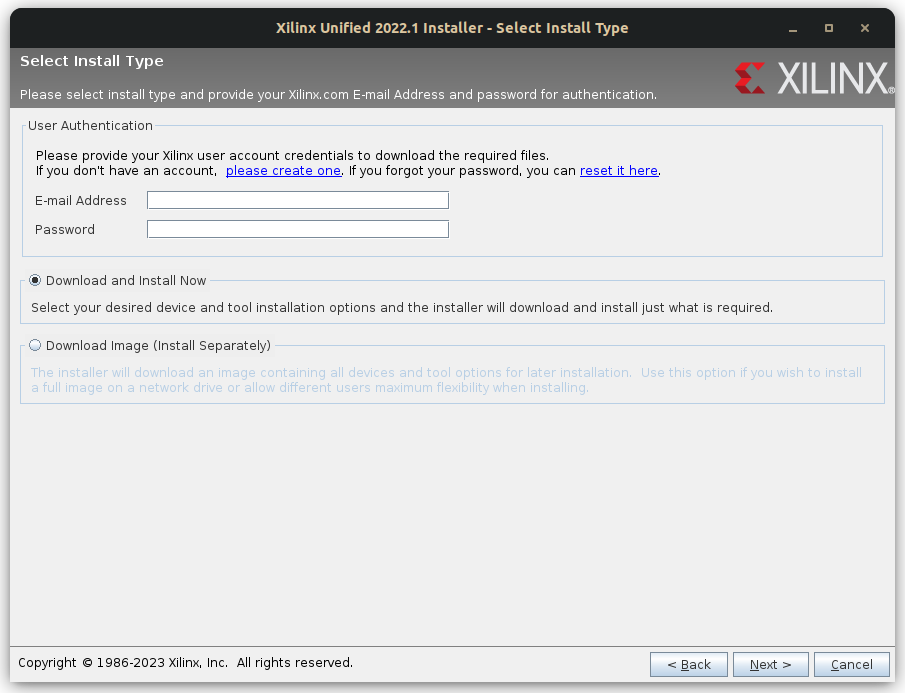 Xilinx Unified 2022.1 Installer - Select Install Type
Select Install Type
Please select install type and provide your Xilinx.com E-mail Address and password for authentication.
XILINX®
User Authentication
Please provide your Xilinx user account credentials to download the required files.
If you don't have an account, please create one. If you forgot your password, you can reset it here.
E-mail Address
Password
Download and Install Now
Select your desired device and tool installation options and the installer will download and install just what is required.
Download Image (Install Separately)
The installer will download an image containing all devices and tool options for later installation. Use this option if you wish to install
a full image on a network drive or allow different users maximum flexibility when installing.
Copyright © 1986-2023 Xilinx, Inc. All rights reserved.
< Back
Next >
Cancel